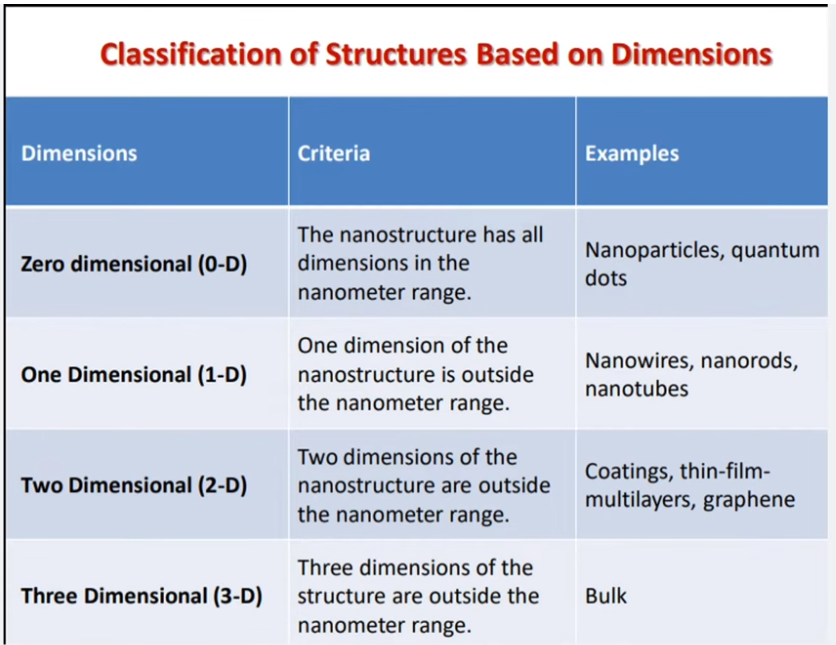 Classification of Structures Based on Dimensions
Dimensions
Criteria
Examples
Zero dimensional (0-D)
The nanostructure has all
dimensions in the
nanometer range.
Nanoparticles, quantum
dots
One Dimensional (1-D)
One dimension of the
nanostructure is outside
the nanometer range.
Nanowires, nanorods,
nanotubes
Two Dimensional (2-D)
Two dimensions of the
nanostructure are outside
the nanometer range.
Coatings, thin-film-
multilayers, graphene
Three Dimensional (3-D)
Three dimensions of the
structure are outside the
nanometer range.
Bulk